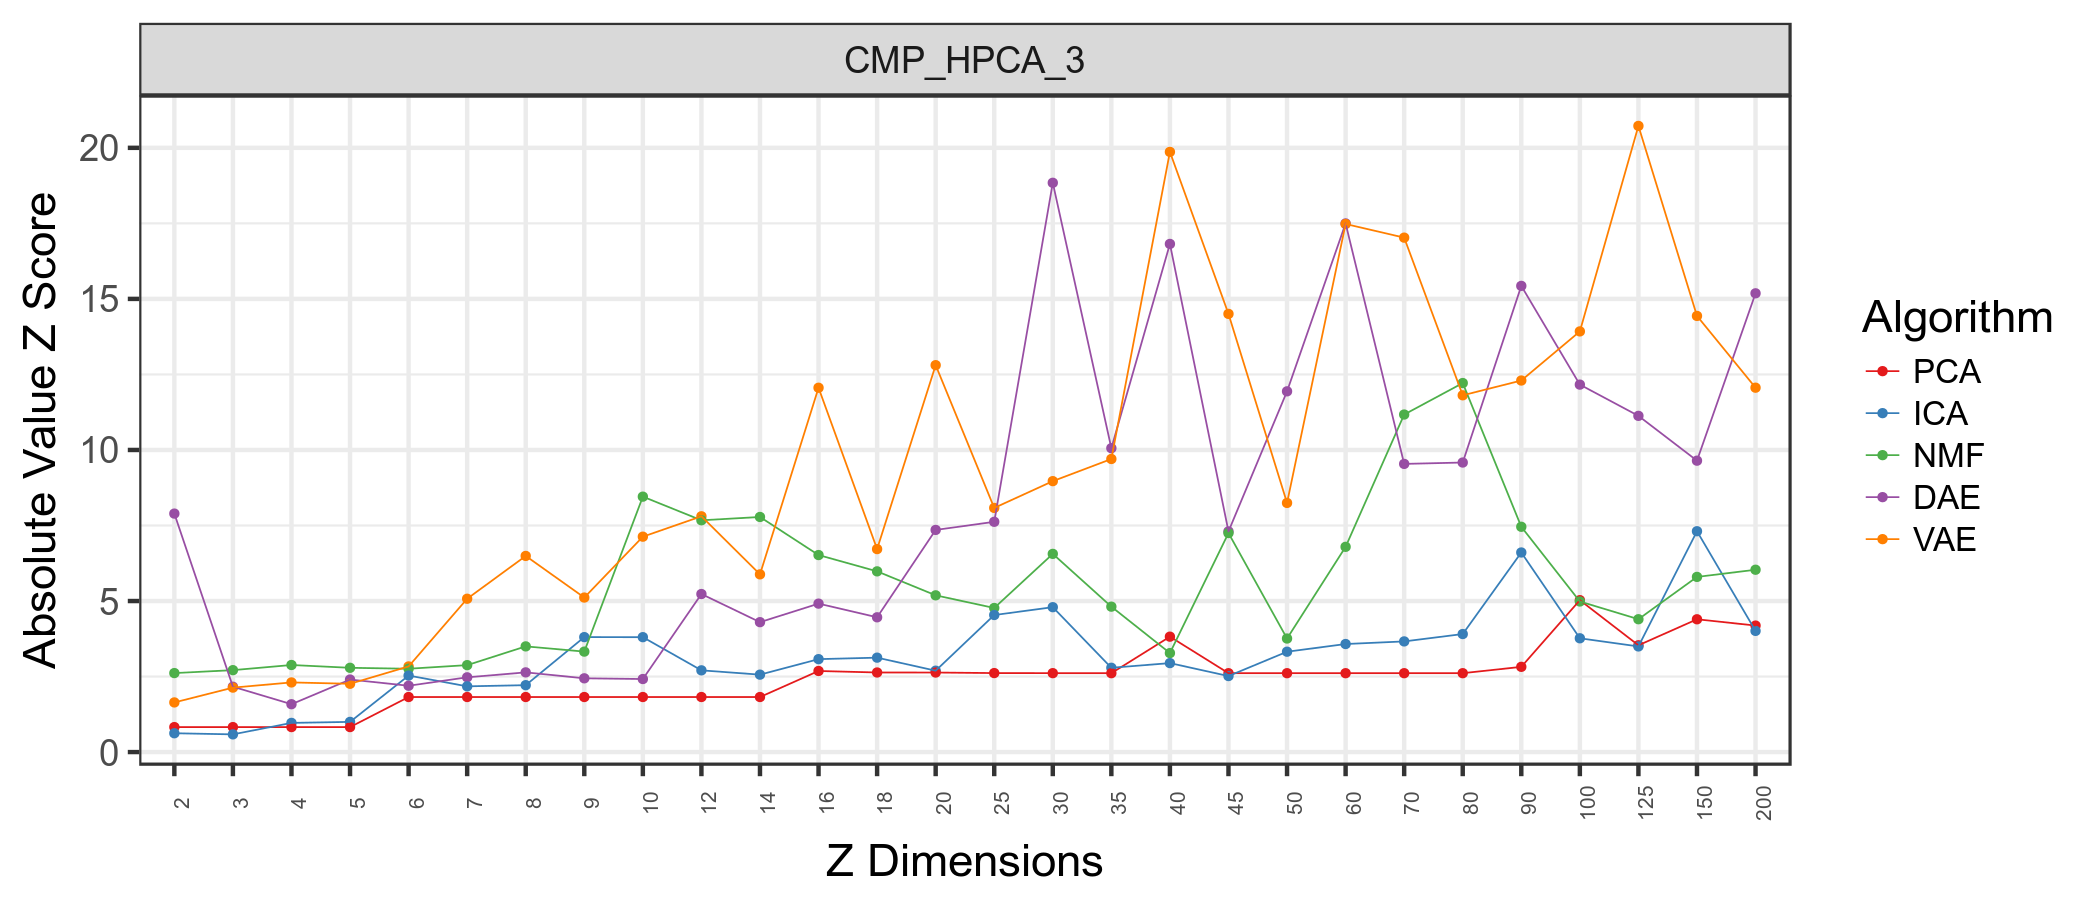 CMP_HPCA_3
Absolute Value Z Score
20
15
10
5
0
2 3 4 5 6 7 8 9 10 12 14 16 18 20 25 30 35 40 45 50 60 70 80 90 100 125 150 200
Z Dimensions
Algorithm
PCA
ICA
NMF
DAE
VAE